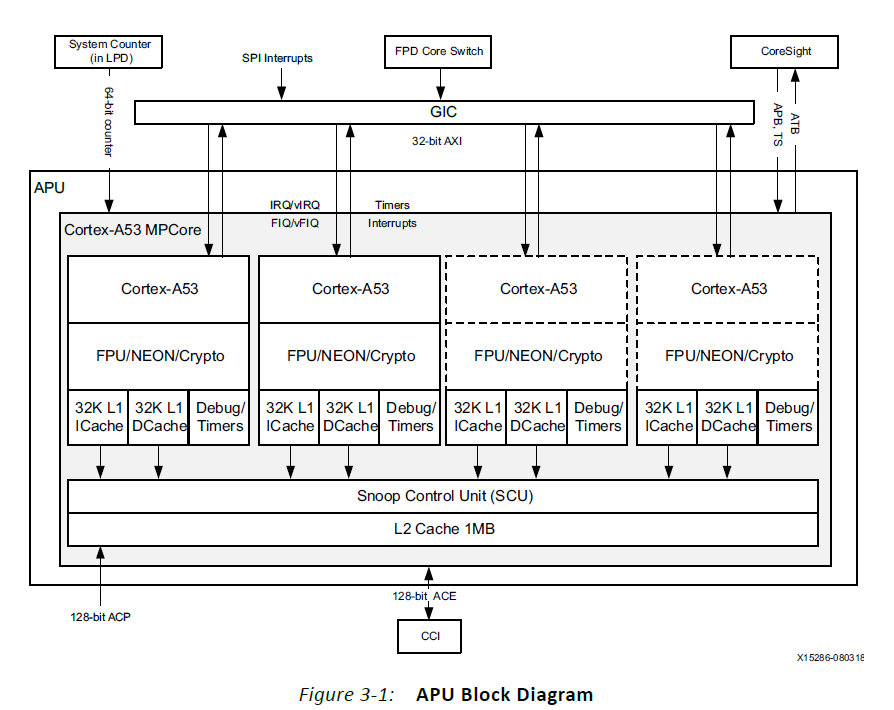 System Counter
(in LPD)
SPI Interrupts
FPD Core Switch
CoreSight
64-bit counter
GIC
32-bit AXI
APB, TS
ATB
APU
IRQ/vIRQ
FIQ/vFIQ
Timers
Interrupts
Cortex-A53 MPCore
Cortex-A53
Cortex-A53
Cortex-A53
Cortex-A53
FPU/NEON/Crypto
FPU/NEON/Crypto
FPU/NEON/Crypto
FPU/NEON/Crypto
32K L1
ICache
32K L1
DCache
Debug/
Timers
32K L1
ICache
32K L1
DCache
Debug/
Timers
32K L1
ICache
32K L1
DCache
Debug/
Timers
32K L1
ICache
32K L1
DCache
Debug/
Timers
Snoop Control Unit (SCU)
L2 Cache 1MB
128-bit ACP
128-bit ACE
CCI
X15286-080318
Figure 3-1: APU Block Diagram